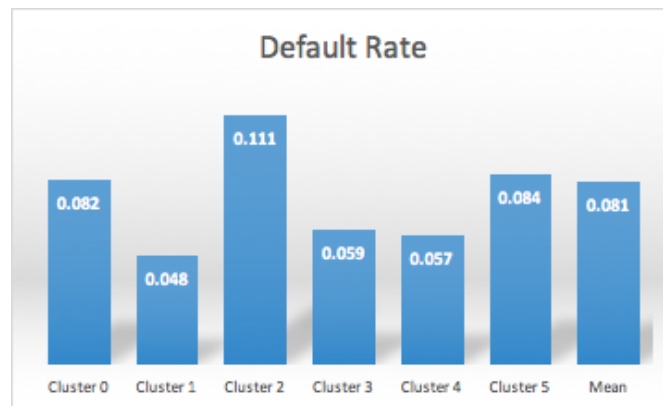 Default Rate
0.082
0.048
0.111
0.059
0.057
0.084
0.081
Cluster 0
Cluster 1
Cluster 2
Cluster 3
Cluster 4
Cluster 5
Mean